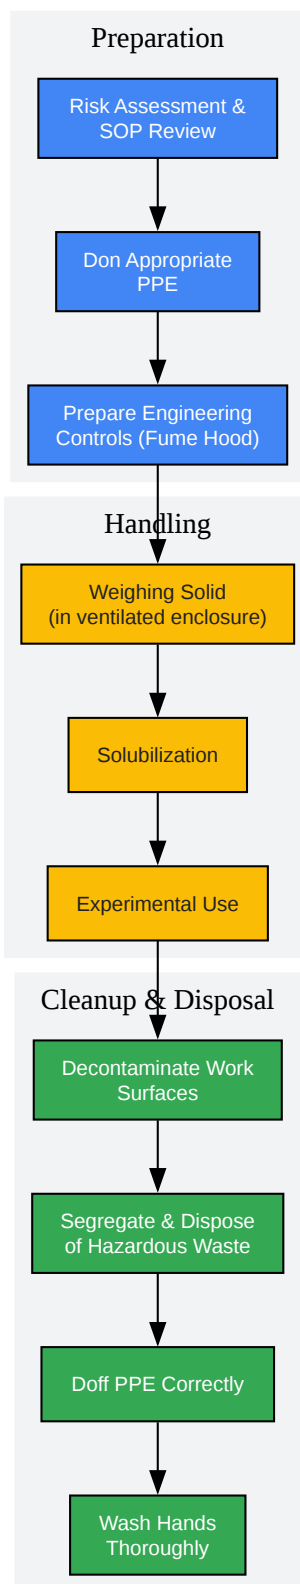 Preparation
Risk Assessment &
SOP Review
Don Appropriate
PPE
Prepare Engineering
Controls (Fume Hood)
Handling
Weighing Solid
(in ventilated enclosure)
Solubilization
Experimental Use
Cleanup & Disposal
Decontaminate Work
Surfaces
Segregate & Dispose
of Hazardous Waste
Doff PPE Correctly
Wash Hands
Thoroughly